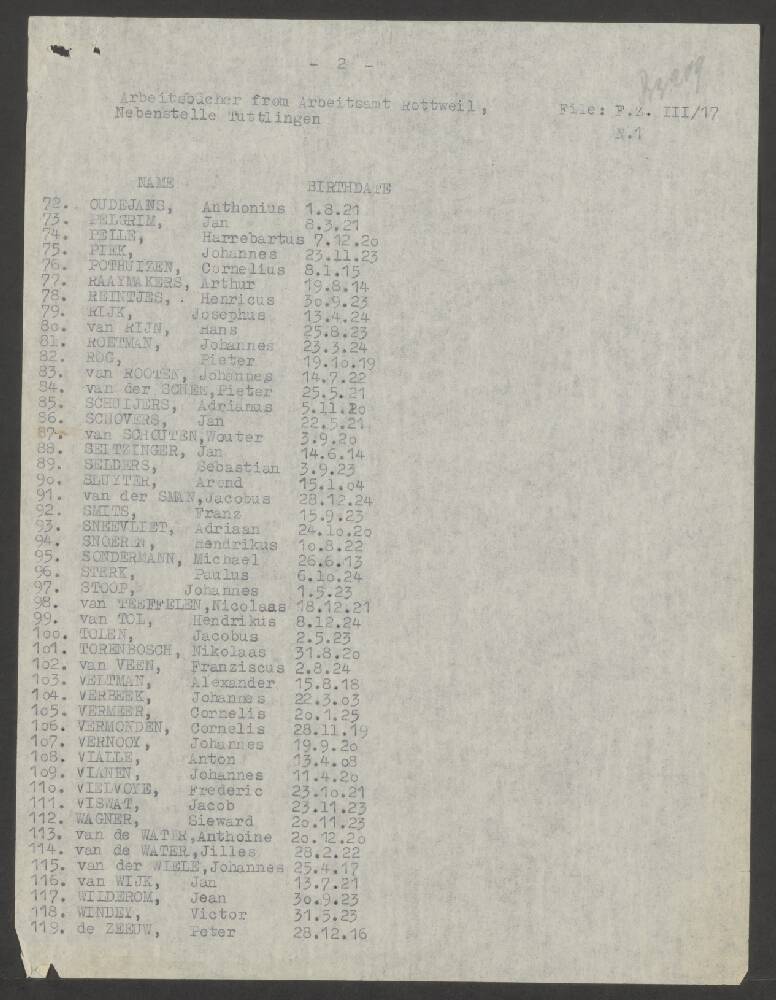 - 2 -
Arbeitsbücher from Arbeitsamt Rottweil,
Nebenstelle Tuttlingen
File: F.z. III/17
N.1
NAME BIRTHDATE
72. OUDEJANS, Anthonius 1.8.21
73. PELGRIM, Jan 8.3.21
74. PEILE, Harrebartus 7.12.2o
75. PIEK, Johannes 23.11.23
76. POTHUIZEN, Cornelius 8.1.15
77. RAAYMAKERS, Arthur 19.8.14
78. REINTJES, . Henricus 3o.9.23
79. RIJK, Josephus 13.4.24
8o. van RIJN, Hans 25.8.23
81. ROETMAN, Johannes 23.3.24
82. ROG, Pieter 19.1o.19
83. van ROOTEN, Johannes 14.7.22
84. van der SCHEE, Pieter 25.5.21
85. SCHUIJERS, Adrianus 5.11.2o
86. SCHOVERS, Jan 22.5.21
87. van SCHOUTEN, Wouter 3.9.2o
88. SEITZINGER, Jan 14.6.14
89. SELDERS, Sebastian 3.9.23
9o. SLUYTER, Arend 15.1.o4
91. van der SMAN, Jacobus 28.12.24
92. SMITS, Franz 15.9.23
93. SNEEVLIET, Adriaan 24.1o.2o
94. SNOEREN, Hendrikus 1o.8.22
95. SONDERMANN, Michael 26.6.13
96. STERK, Paulus 6.1o.24
97. STOOP, Johannes 1.5.23
98. van TEEFFELEN, Nicolaas 18.12.21
99. van TOL, Hendrikus 8.12.24
1oo. TOLEN, Jacobus 2.5.23
1o1. TORENBOSCH, Nikolaas 31.8.2o
1o2. van VEEN, Franziscus 2.8.24
1o3. VELTMAN, Alexander 15.8.18
1o4. VERBEEK, Johannes 22.3.o3
1o5. VERMEER, Cornelis 2o.1.25
1o6. VERMONDEN, Cornelis 28.11.19
1o7. VERNOOY, Johannes 19.9.2o
1o8. VIALLE, Anton 13.4.o8
1o9. VIANEN, Johannes 11.4.2o
11o. VIELVOYE, Frederic 23.1o.21
111. VISWAT, Jacob 23.11.23
112. WAGNER, Sieward 2o.11.23
113. van de WATER, Anthoine 2o.12.2o
114. van de WATER, Jilles 28.2.22
115. van der WIELE, Johannes 25.4.17
116. van WIJK, Jan 13.7.21
117. WILDEROM, Jean 3o.9.23
118. WINDEY, Victor 31.5.23
119. de ZEEUW, Peter 28.12.16